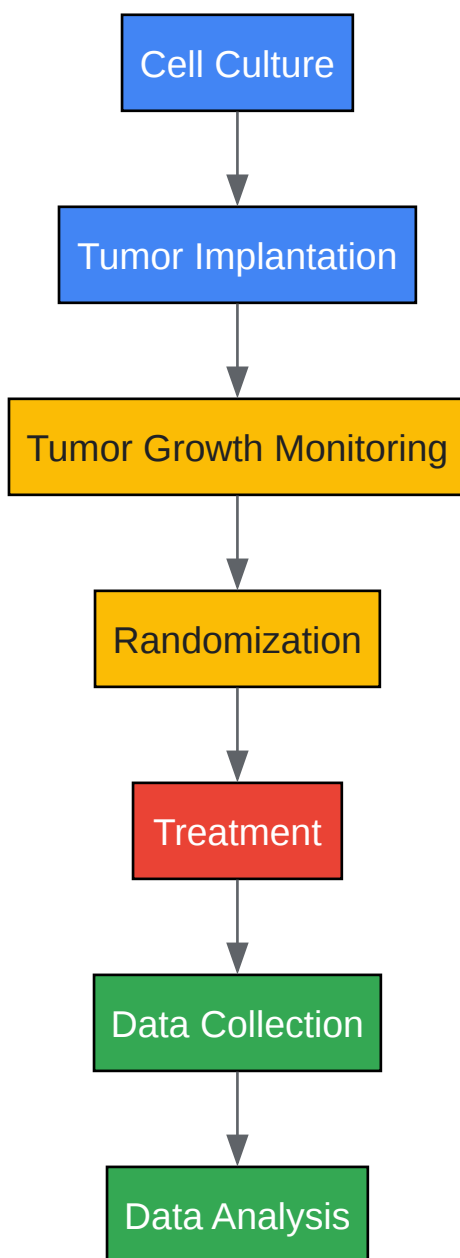 Cell Culture
Tumor Implantation
Tumor Growth Monitoring
Randomization
Treatment
Data Collection
Data Analysis